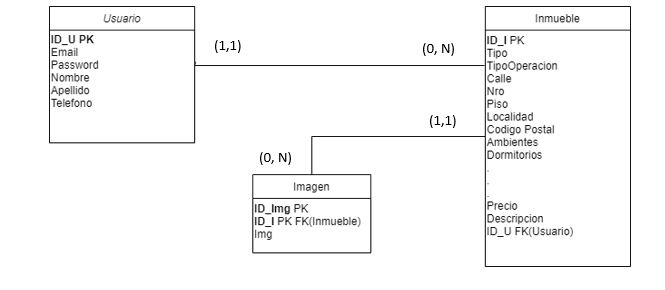 Usuario
ID_U PK
Email
Password
Nombre
Apellido
Telefono
(1,1)
(0, N)
Inmueble
ID_I PK
Tipo
TipoOperacion
Calle
Nro
Piso
Localidad
Codigo Postal
Ambientes
Dormitorios
.
.
.
Precio
Descripcion
ID_U FK(Usuario)
(1,1)
(0, N)
Imagen
ID_Img PK
ID_I PK FK(Inmueble)
Img